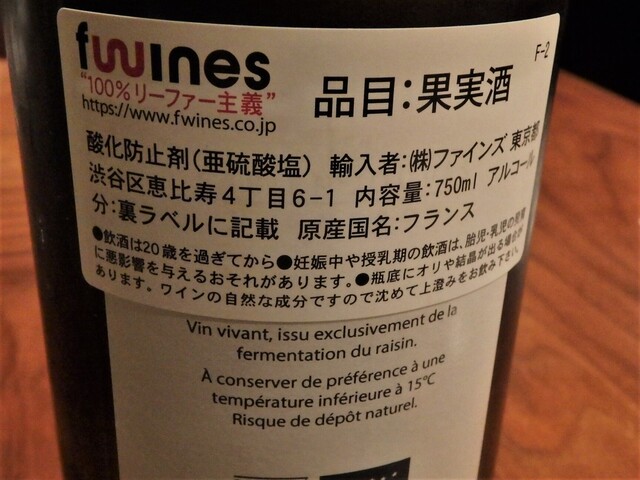 fwines
“100%リーファー主義”
https://www.fwines.co.jp
品目：果実酒
F-2
酸化防止剤（亜硫酸塩） 輸入者：㈱ファインズ 東京都
渋谷区恵比寿４丁目６−１ 内容量：750ml アルコール
分：裏ラベルに記載 原産国名：フランス
●飲酒は20歳を過ぎてから●妊娠中や授乳期の飲酒は、胎児・乳児の発育
に悪影響を与えるおそれがあります。●瓶底にオリや結晶が出る場合が
あります。ワインの自然な成分ですので沈めて上澄みをお飲み下さい。
Vin vivant, issu exclusivement de la
fermentation du raisin.
À conserver de préférence à une
température inférieure à 15°C
Risque de dépôt naturel.